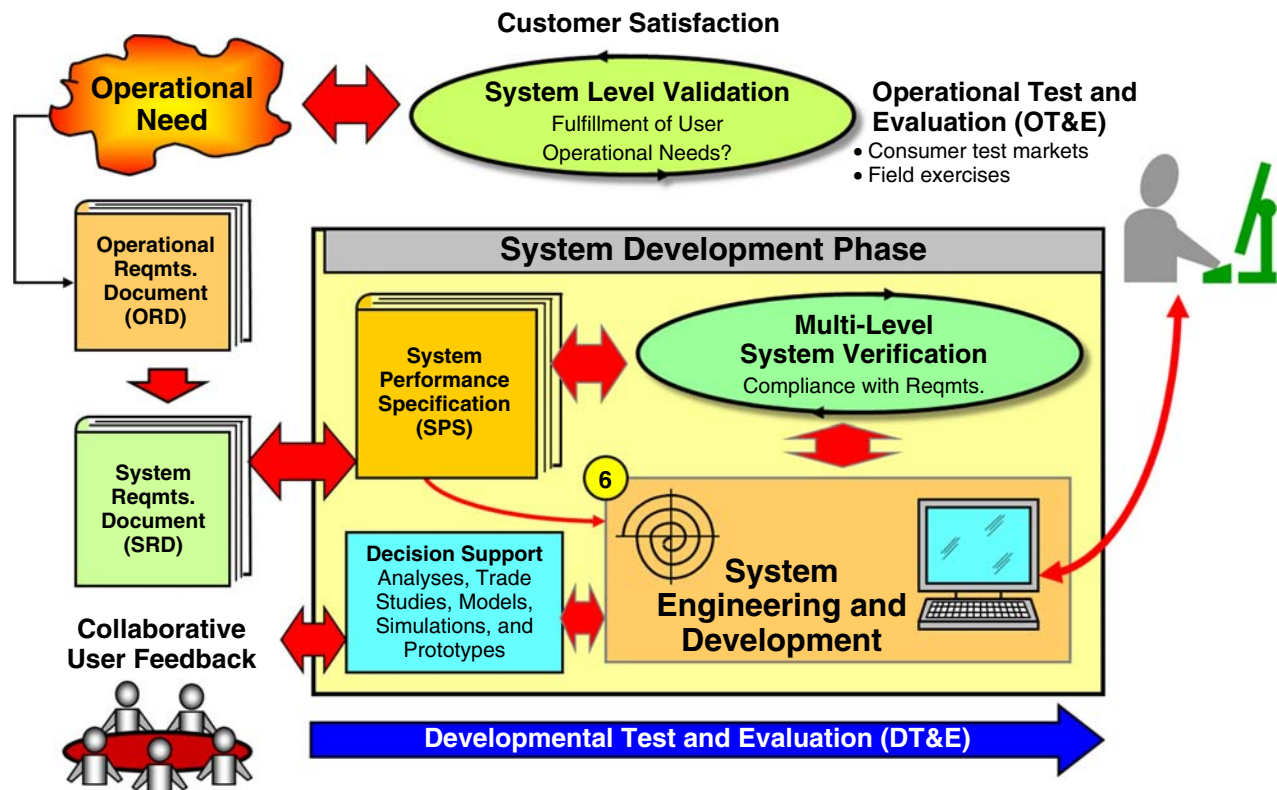 Customer Satisfaction
Operational
Need
System Level Validation
Fulfillment of User
Operational Needs?
Operational Test and
Evaluation (OT&E)
• Consumer test markets
• Field exercises
Operational
Reqmts.
Document
(ORD)
System Development Phase
System
Performance
Specification
(SPS)
Multi-Level
System Verification
Compliance with Reqmts.
System
Reqmts.
Document
(SRD)
6
Decision Support
Analyses, Trade
Studies, Models,
Simulations, and
Prototypes
System
Engineering and
Development
Collaborative
User Feedback
Developmental Test and Evaluation (DT&E)